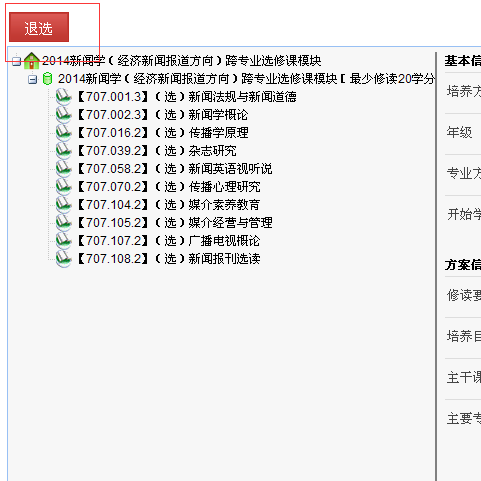 退选
2014新闻学（经济新闻报道方向）跨专业选修课模块
2014新闻学（经济新闻报道方向）跨专业选修课模块［最少修读20学分
【707.001.3】（选）新闻法规与新闻道德
【707.002.3】（选）新闻学概论
【707.016.2】（选）传播学原理
【707.039.2】（选）杂志研究
【707.058.2】（选）新闻英语视听说
【707.070.2】（选）传播心理研究
【707.104.2】（选）媒介素养教育
【707.105.2】（选）媒介经营与管理
【707.107.2】（选）广播电视概论
【707.108.2】（选）新闻报刊选读
基本信
培养方
年级
专业方
开始学
方案信
修读要
培养目
主干课
主要专